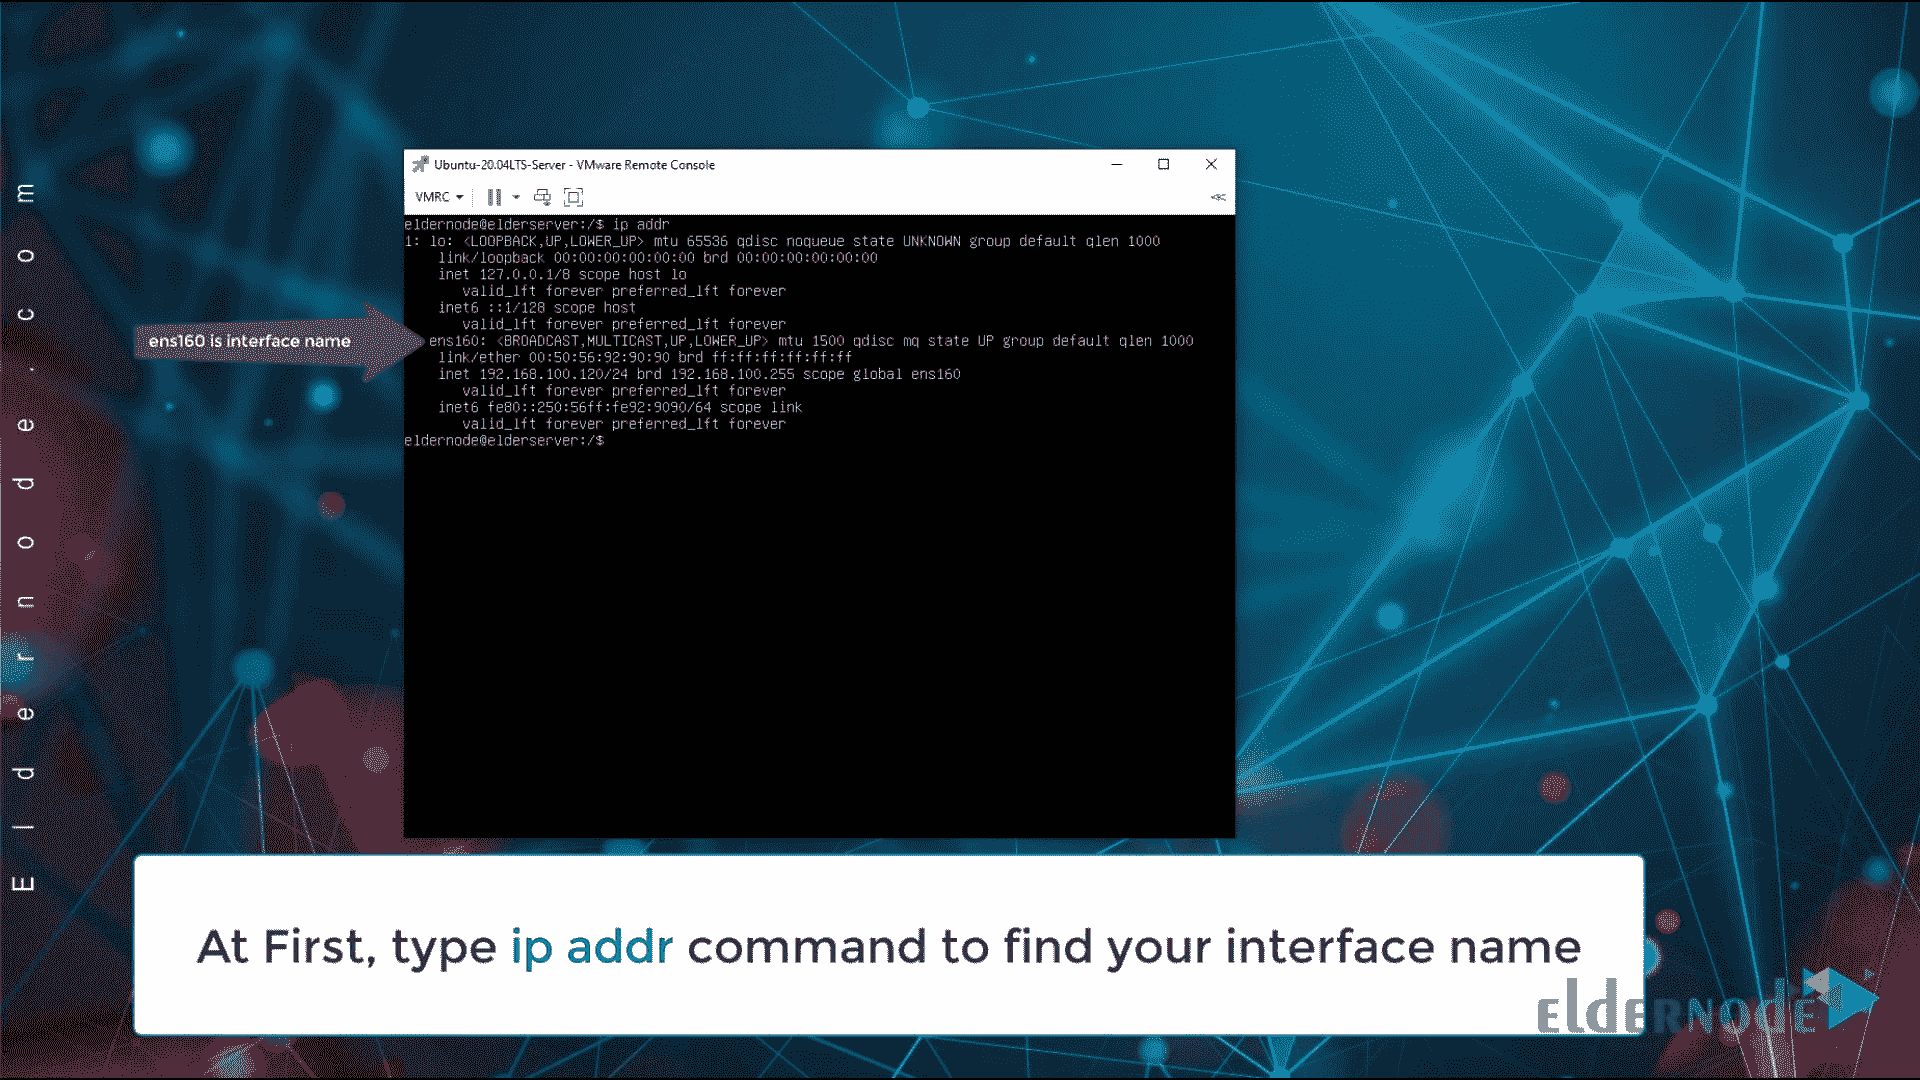 Eldernode.com
Ubuntu-20.04LTS-Server - VMware Remote Console
VMRC
eldernode@elderserver:/$ ip addr
1: lo: <LOOPBACK,UP,LOWER_UP> mtu 65536 qdisc noqueue state UNKNOWN group default qlen 1000
link/loopback 00:00:00:00:00:00 brd 00:00:00:00:00:00
inet 127.0.0.1/8 scope host lo
valid_lft forever preferred_lft forever
inet6 ::1/128 scope host
valid_lft forever preferred_lft forever
ens160 is interface name
ens160: <BROADCAST,MULTICAST,UP,LOWER_UP> mtu 1500 qdisc mq state UP group default qlen 1000
link/ether 00:50:56:92:90:90 brd ff:ff:ff:ff:ff:ff
inet 192.168.100.120/24 brd 192.168.100.255 scope global ens160
valid_lft forever preferred_lft forever
inet6 fe80::250:56ff:fe92:9090/64 scope link
valid_lft forever preferred_lft forever
eldernode@elderserver:/$
At First, type ip addr command to find your interface name
elderNode